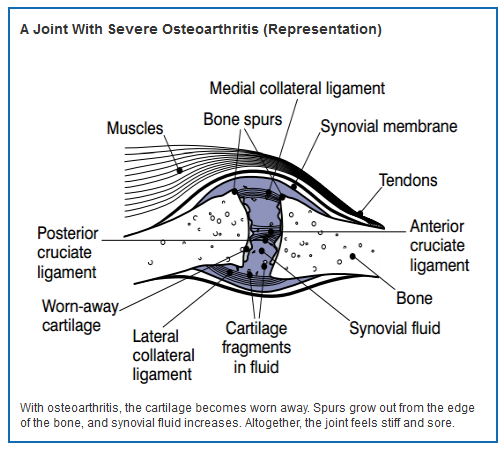 A Joint With Severe Osteoarthritis (Representation)
Medial collateral ligament
Bone spurs
Muscles
Synovial membrane
Tendons
Posterior
cruciate
ligament
Anterior
cruciate
ligament
Worn-away
cartilage
Bone
Lateral
collateral
ligament
Cartilage
fragments
in fluid
Synovial fluid
With osteoarthritis, the cartilage becomes worn away. Spurs grow out from the edge
of the bone, and synovial fluid increases. Altogether, the joint feels stiff and sore.